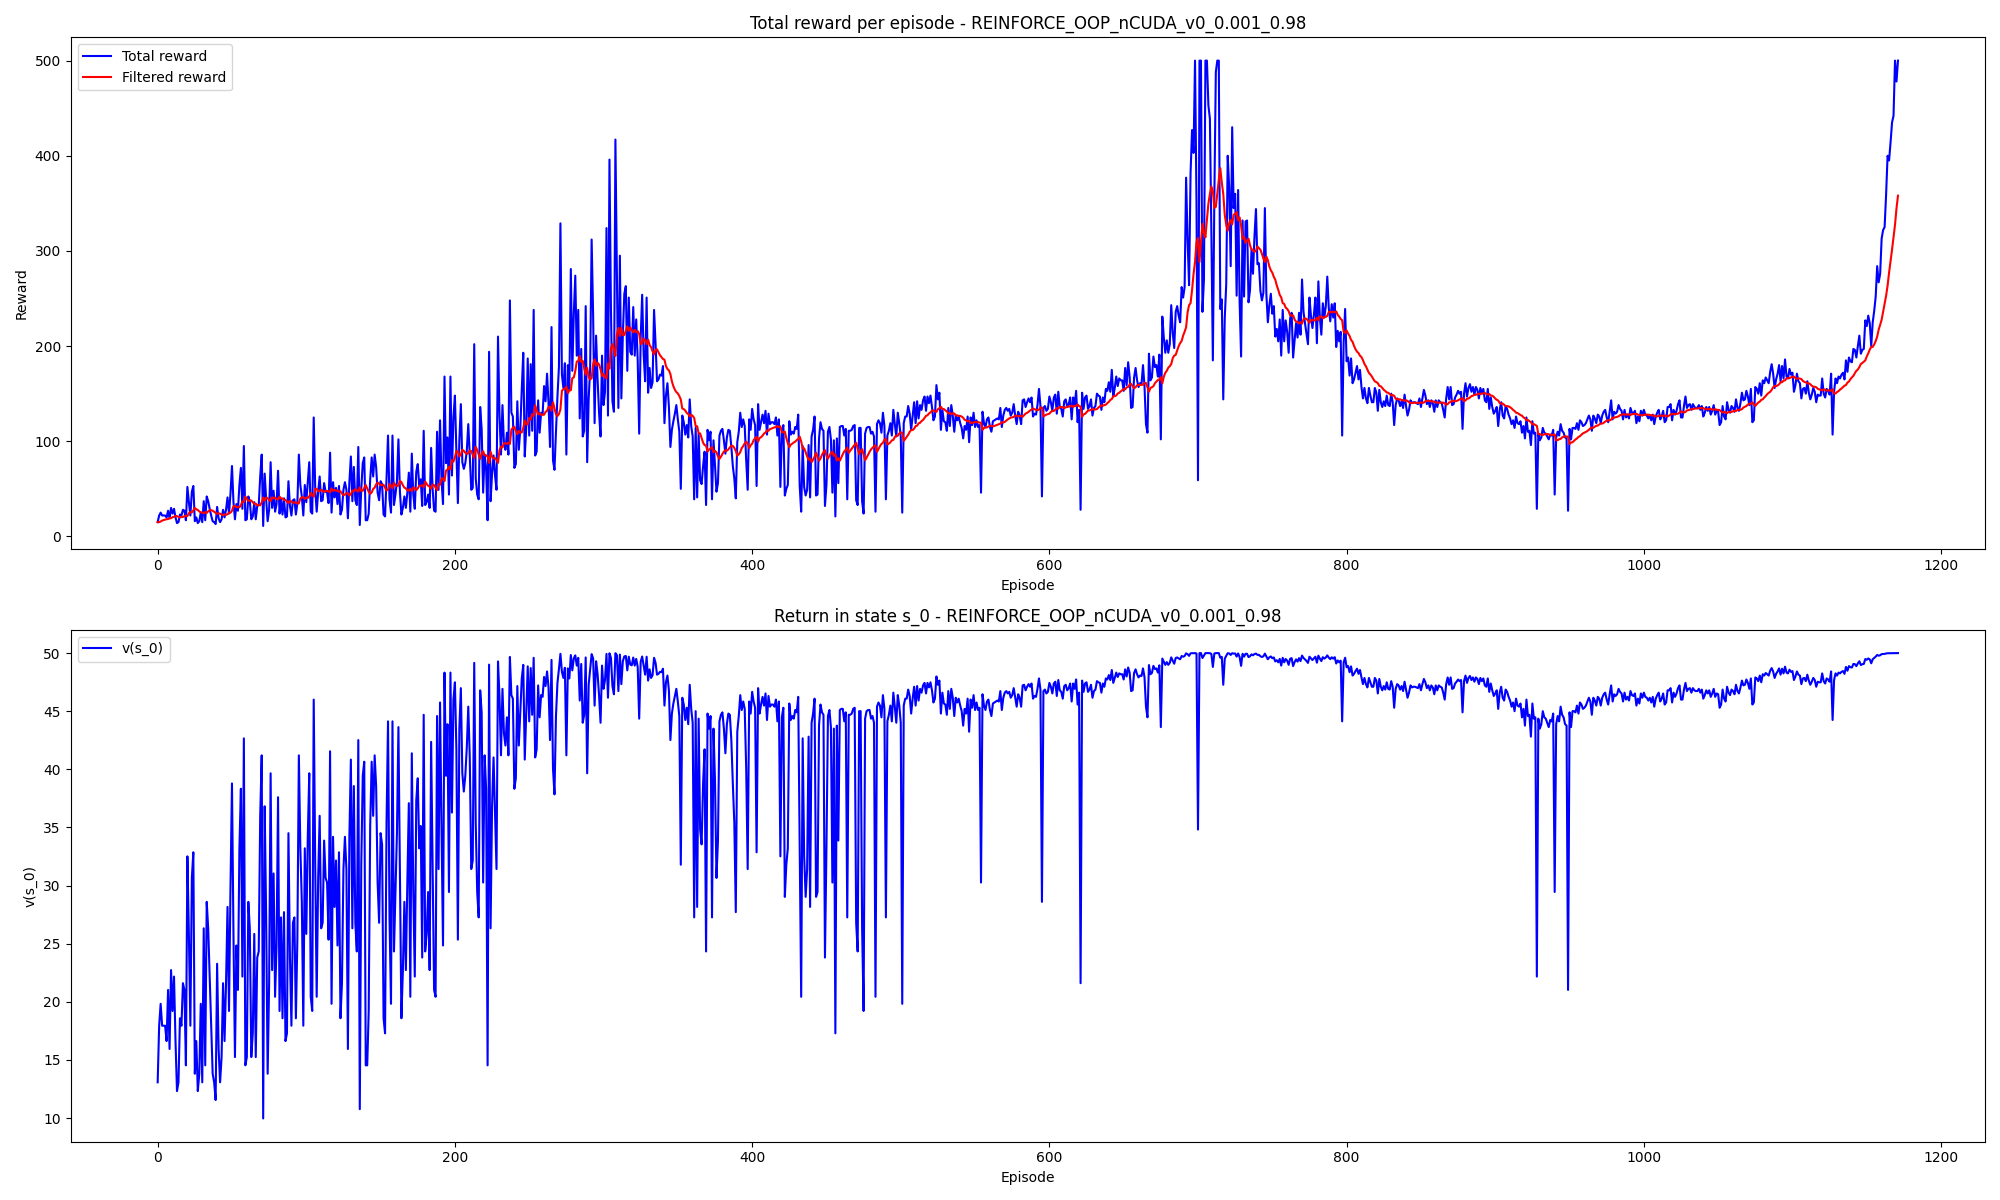 Total reward per episode - REINFORCE_OOP_nCUDA_v0_0.001_0.98
Total reward
Filtered reward
500
400
300
200
100
0
Reward
0 200 400 600 800 1000 1200
Episode
Return in state s_0 - REINFORCE_OOP_nCUDA_v0_0.001_0.98
v(s_0)
50
45
40
35
30
25
20
15
10
v(s_0)
0 200 400 600 800 1000 1200
Episode